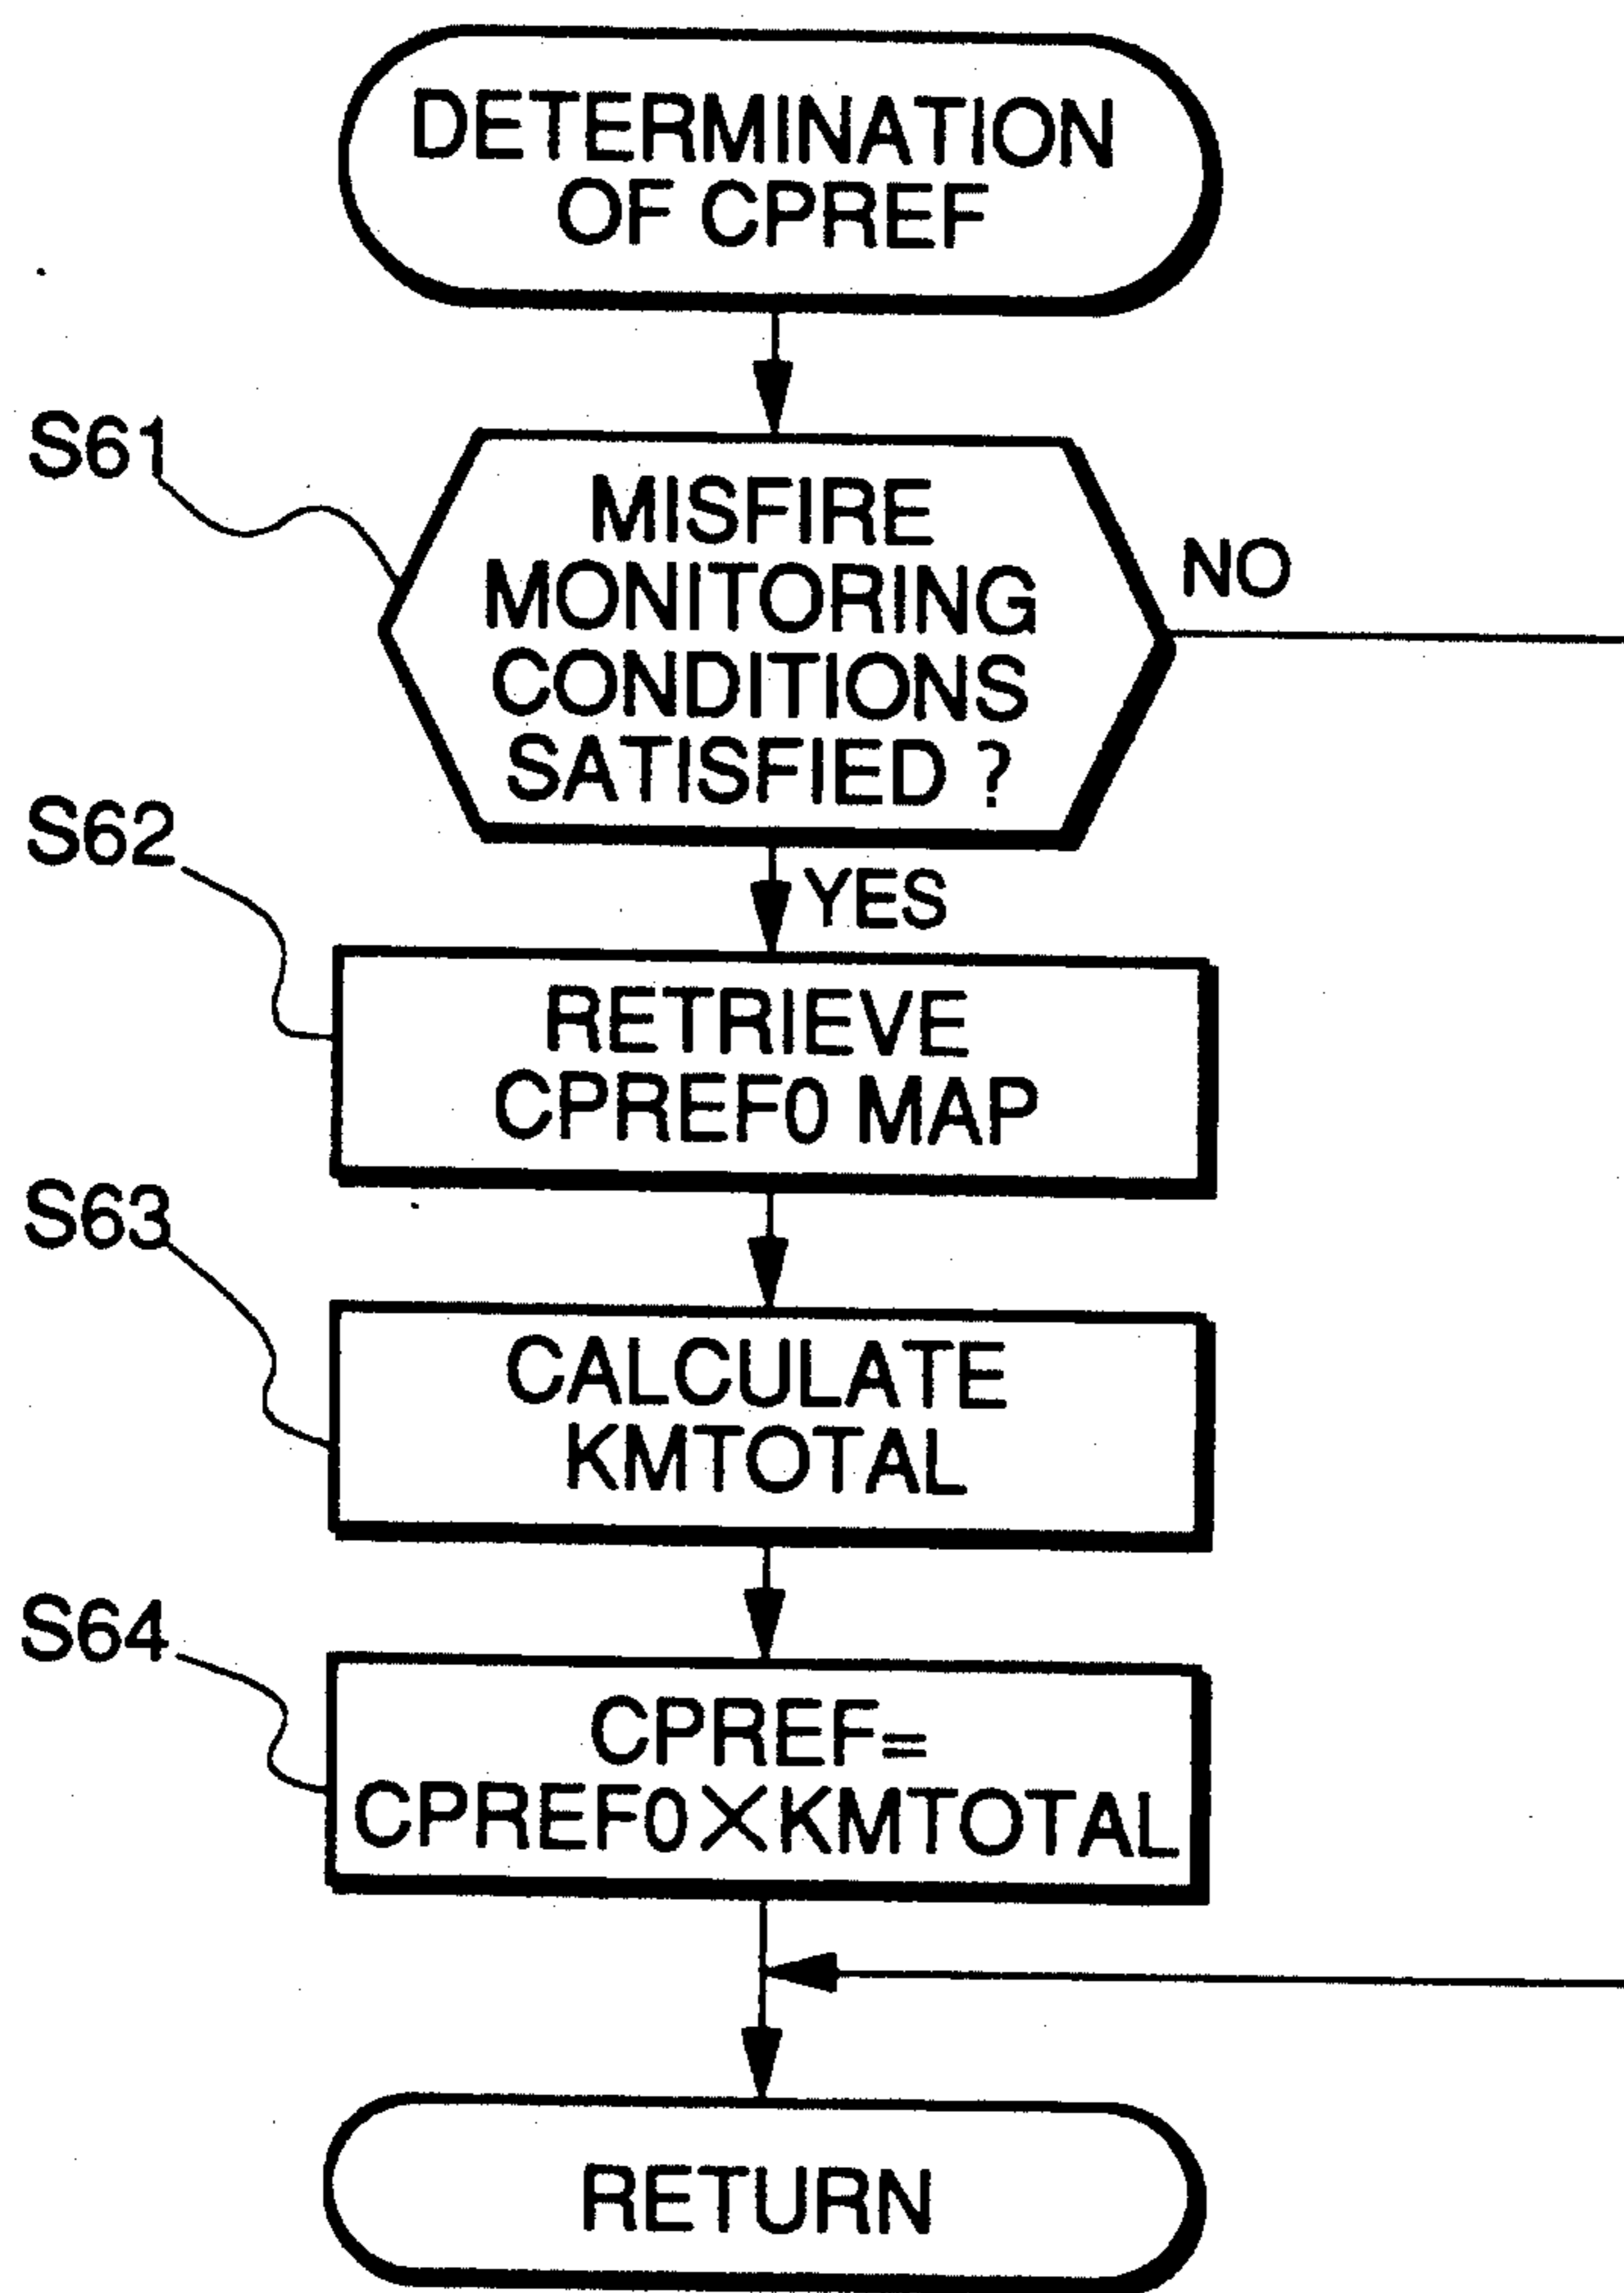 DETERMINATION
OF CPREF
S61
MISFIRE
MONITORING
CONDITIONS
SATISFIED ?
NO
S62
YES
RETRIEVE
CPREF0 MAP
S63
CALCULATE
KMTOTAL
S64
CPREF=
CPREF0×KMTOTAL
RETURN